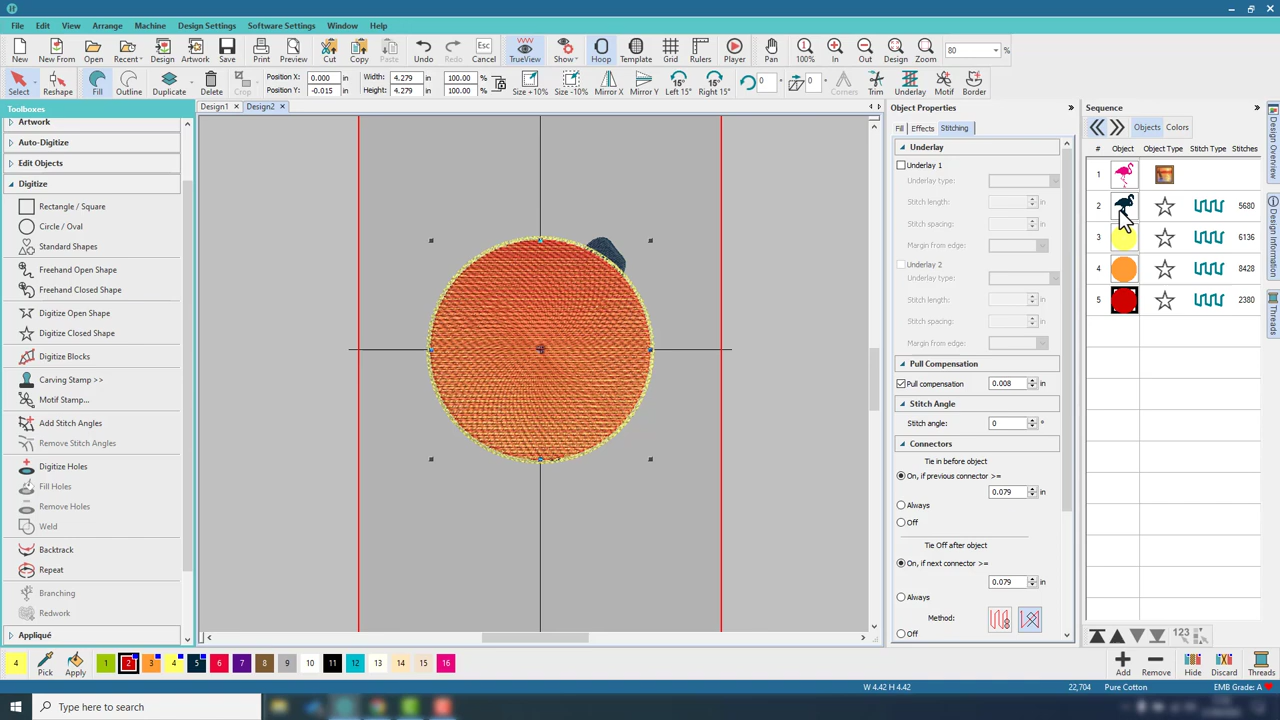 File Edit View Arrange Machine Design Settings Software Settings Window Help
New New From Open Recent Design Artwork Save Print Preview Cut Copy Paste Undo Esc Cancel TrueView Show Hoop Template Grid Rulers Player Pan 100% In Out Design Zoom 80 %
Select Reshape Fill Outline Duplicate Delete Crop Position X: 0.000 Width: 4.279 in 100.00 % Size +10% Size -10% Mirror X Mirror Y Left 15° Right 15° 0 0 Corners Trim Underlay Motif Border
Position Y: -0.015 Height: 4.279 in 100.00 %
Toolboxes
Artwork
Auto-Digitize
Edit Objects
Digitize
Rectangle / Square
Circle / Oval
Standard Shapes
Freehand Open Shape
Freehand Closed Shape
Digitize Open Shape
Digitize Closed Shape
Digitize Blocks
Carving Stamp >>
Motif Stamp...
Add Stitch Angles
Remove Stitch Angles
Digitize Holes
Fill Holes
Remove Holes
Weld
Backtrack
Repeat
Branching
Redwork
Appliqué
Design1 Design2
Object Properties
Fill Effects Stitching
Underlay
Underlay 1
Underlay type:
Stitch length: in
Stitch spacing: in
Margin from edge:
Underlay 2
Underlay type:
Stitch length: in
Stitch spacing: in
Margin from edge:
Pull Compensation
Pull compensation 0.008 in
Stitch Angle
Stitch angle: 0 °
Connectors
Tie in before object
On, if previous connector >=
0.079 in
Always
Off
Tie Off after object
On, if next connector >=
0.079 in
Always
Method:
Off
Sequence
Objects Colors
# Object Object Type Stitch Type Stitches
1
2 5680
3 6136
4 8428
5 2380
123
Add Remove Hide Discard Threads
Design Overview
Design Information
Threads
4 Pick Apply 1 2 3 4 5 6 7 8 9 10 11 12 13 14 15 16
W 4.42 H 4.42 22,704 Pure Cotton EMB Grade: A
Type here to search